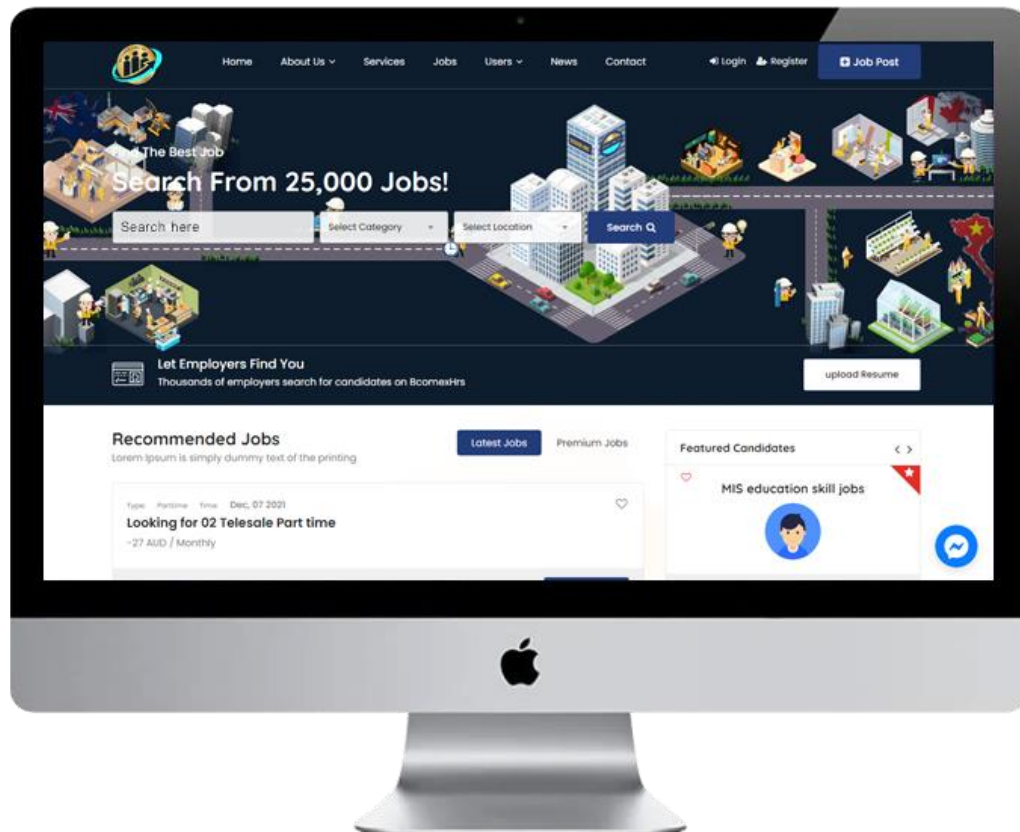 Home About Us Services Jobs Users News Contact Login Register Job Post
Find The Best Job
Search From 25,000 Jobs!
Search here Select Category Select Location Search
Let Employers Find You
Thousands of employers search for candidates on BcomexHrs
upload Resume
Recommended Jobs
Lorem Ipsum is simply dummy text of the printing
Latest Jobs Premium Jobs
Type Partime Time Dec, 07 2021
Looking for 02 Telesale Part time
~27 AUD / Monthly
Featured Candidates
MIS education skill jobs